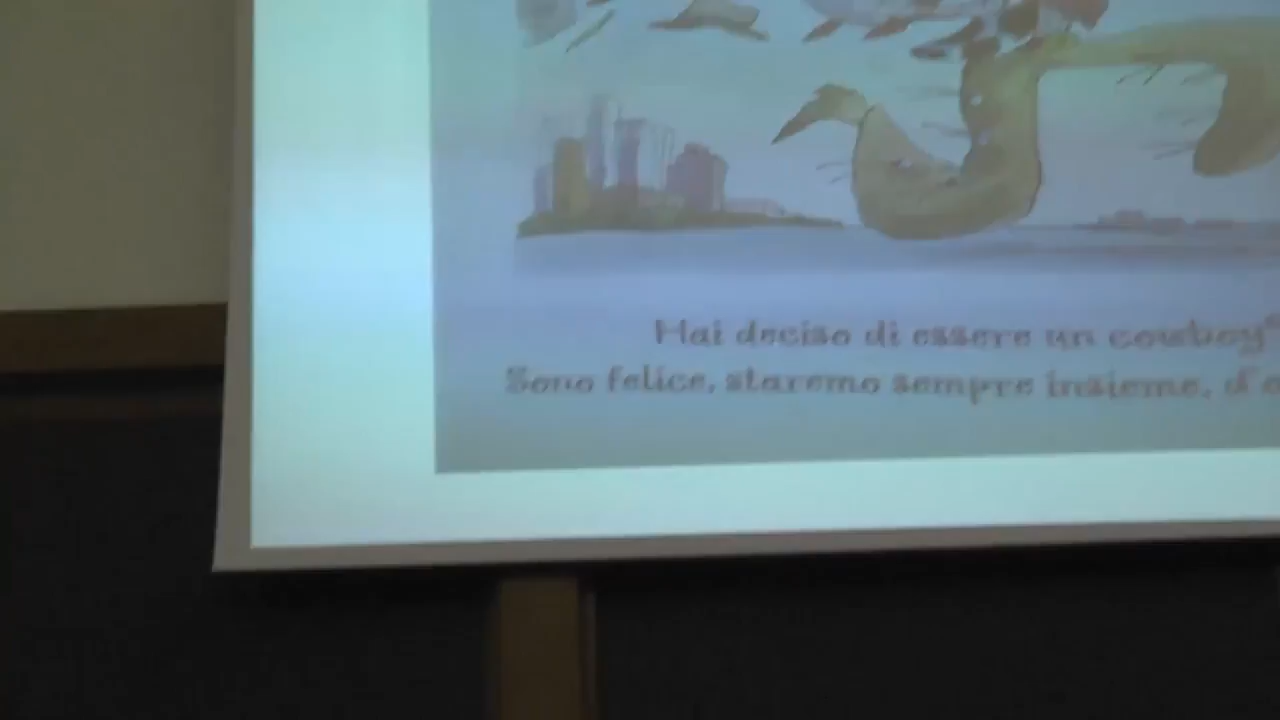 Hai deciso di essere un cowboy?
Sono felice, staremo sempre insieme,